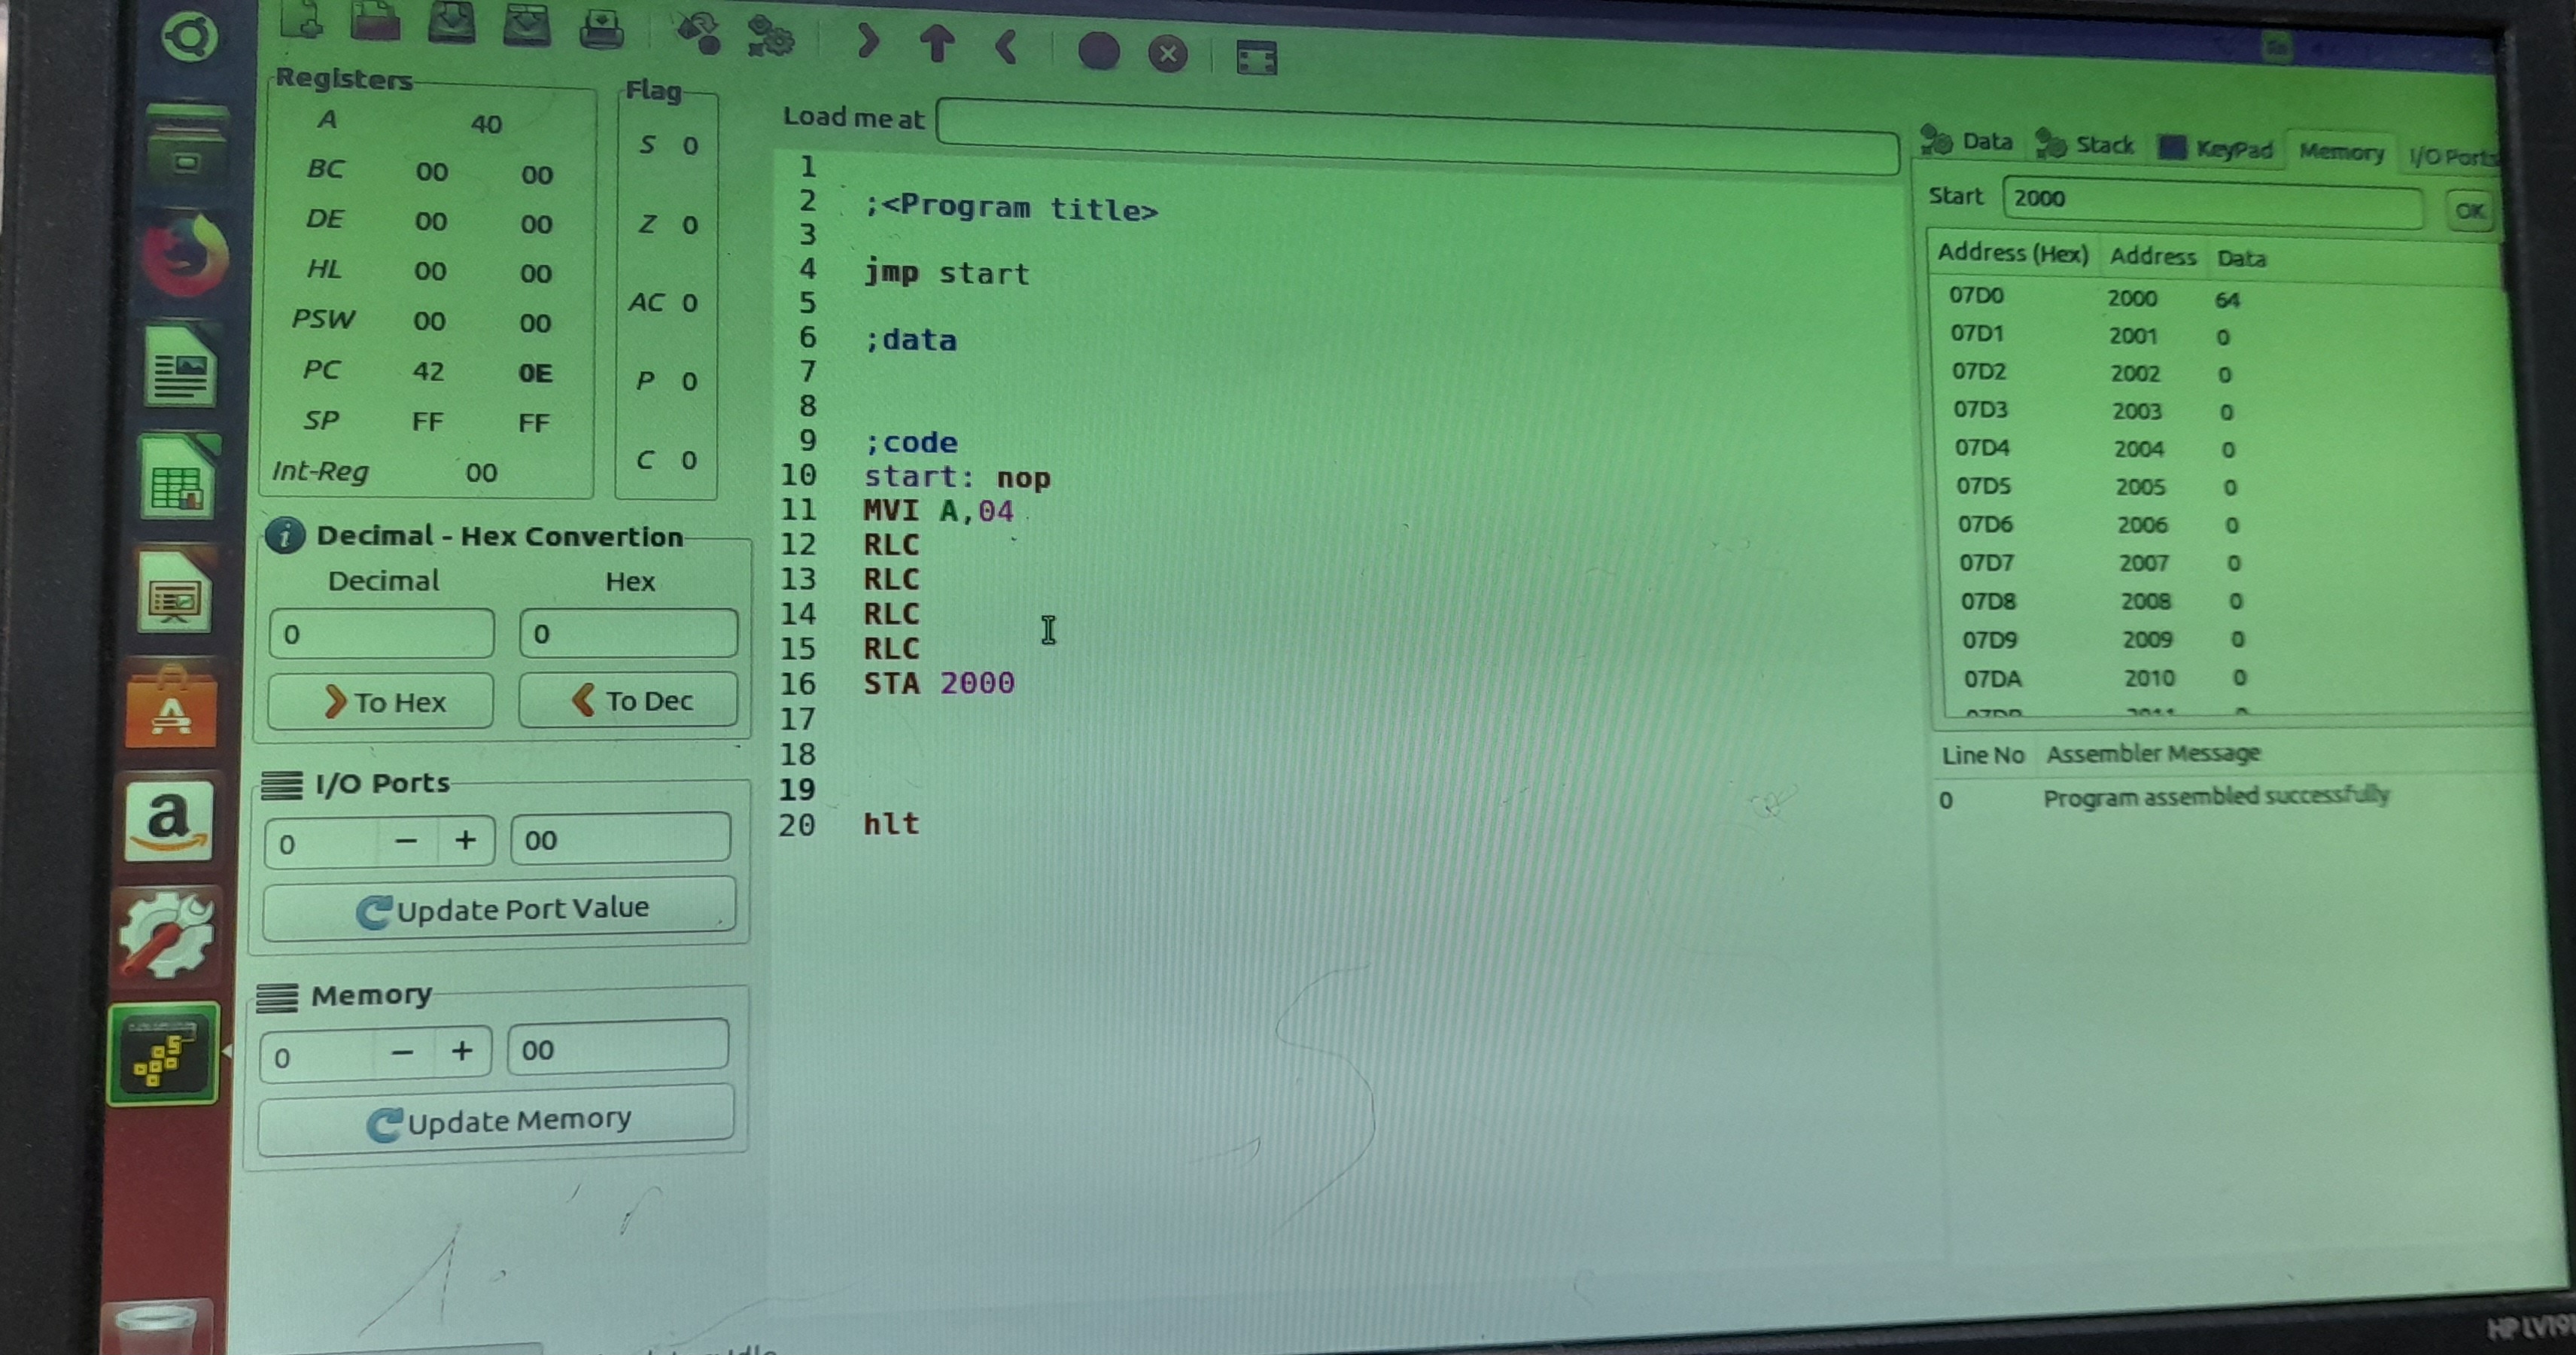 Registers
A 40
BC 00 00
DE 00 00
HL 00 00
PSW 00 00
PC 42 0E
SP FF FF
Int-Reg 00
Flag
S 0
Z 0
AC 0
P 0
C 0
Decimal - Hex Convertion
Decimal Hex
0 0
To Hex To Dec
I/O Ports
0 − + 00
Update Port Value
Memory
0 − + 00
Update Memory
Load me at
1
2 ;<Program title>
3
4 jmp start
5
6 ;data
7
8
9 ;code
10 start: nop
11 MVI A,04
12 RLC
13 RLC
14 RLC
15 RLC
16 STA 2000
17
18
19
20 hlt
Data Stack KeyPad Memory I/O Ports
Start 2000 OK
Address (Hex) Address Data
07D0 2000 64
07D1 2001 0
07D2 2002 0
07D3 2003 0
07D4 2004 0
07D5 2005 0
07D6 2006 0
07D7 2007 0
07D8 2008 0
07D9 2009 0
07DA 2010 0
Line No Assembler Message
0 Program assembled successfully